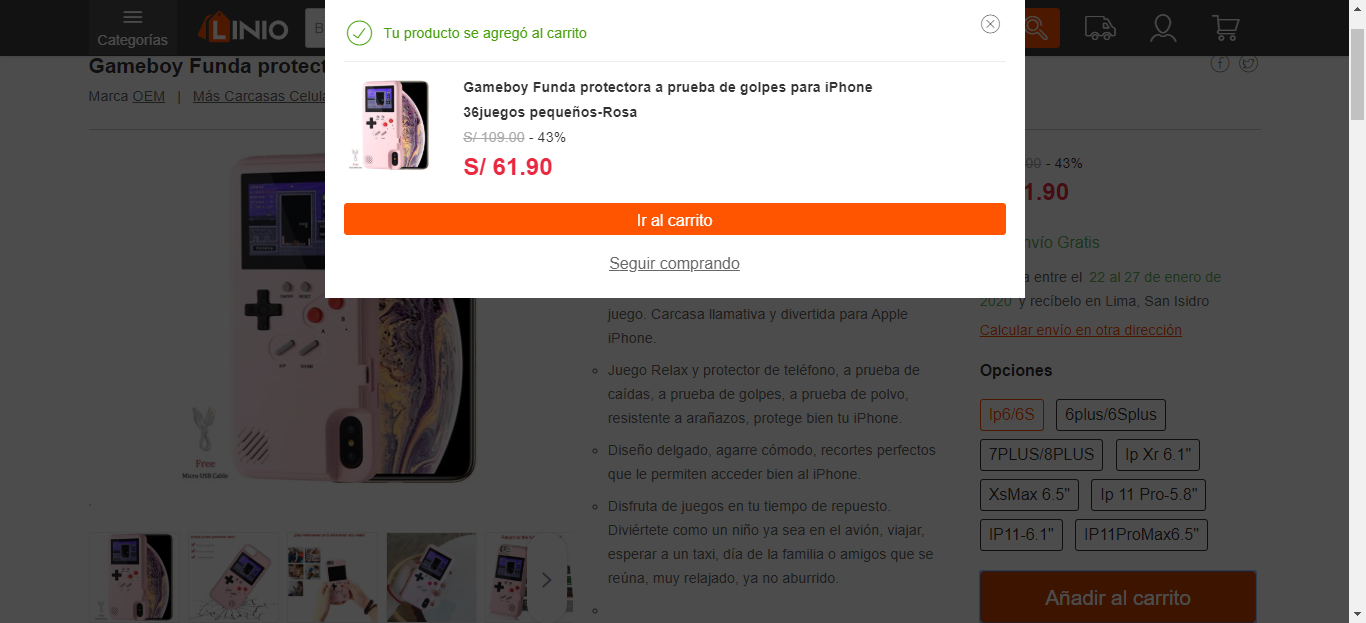 Categorías
LINIO
B
Tu producto se agregó al carrito
Gameboy Funda protect
Marca OEM | Más Carcasas Celula
Gameboy Funda protectora a prueba de golpes para iPhone
36juegos pequeños-Rosa
S/ 109.00 - 43%
S/ 61.90
Ir al carrito
Seguir comprando
00 - 43%
1.90
nvío Gratis
a entre el 22 al 27 de enero de
2020 y recíbelo en Lima, San Isidro
Calcular envío en otra dirección
Free
Micro USB Cable
juego. Carcasa llamativa y divertida para Apple
iPhone.
Juego Relax y protector de teléfono, a prueba de
caídas, a prueba de golpes, a prueba de polvo,
resistente a arañazos, protege bien tu iPhone.
Diseño delgado, agarre cómodo, recortes perfectos
que le permiten acceder bien al iPhone.
Disfruta de juegos en tu tiempo de repuesto.
Diviértete como un niño ya sea en el avión, viajar,
esperar a un taxi, día de la familia o amigos que se
reúna, muy relajado, ya no aburrido.
Opciones
Ip6/6S
6plus/6Splus
7PLUS/8PLUS
Ip Xr 6.1"
XsMax 6.5"
Ip 11 Pro-5.8"
IP11-6.1"
IP11ProMax6.5"
Añadir al carrito